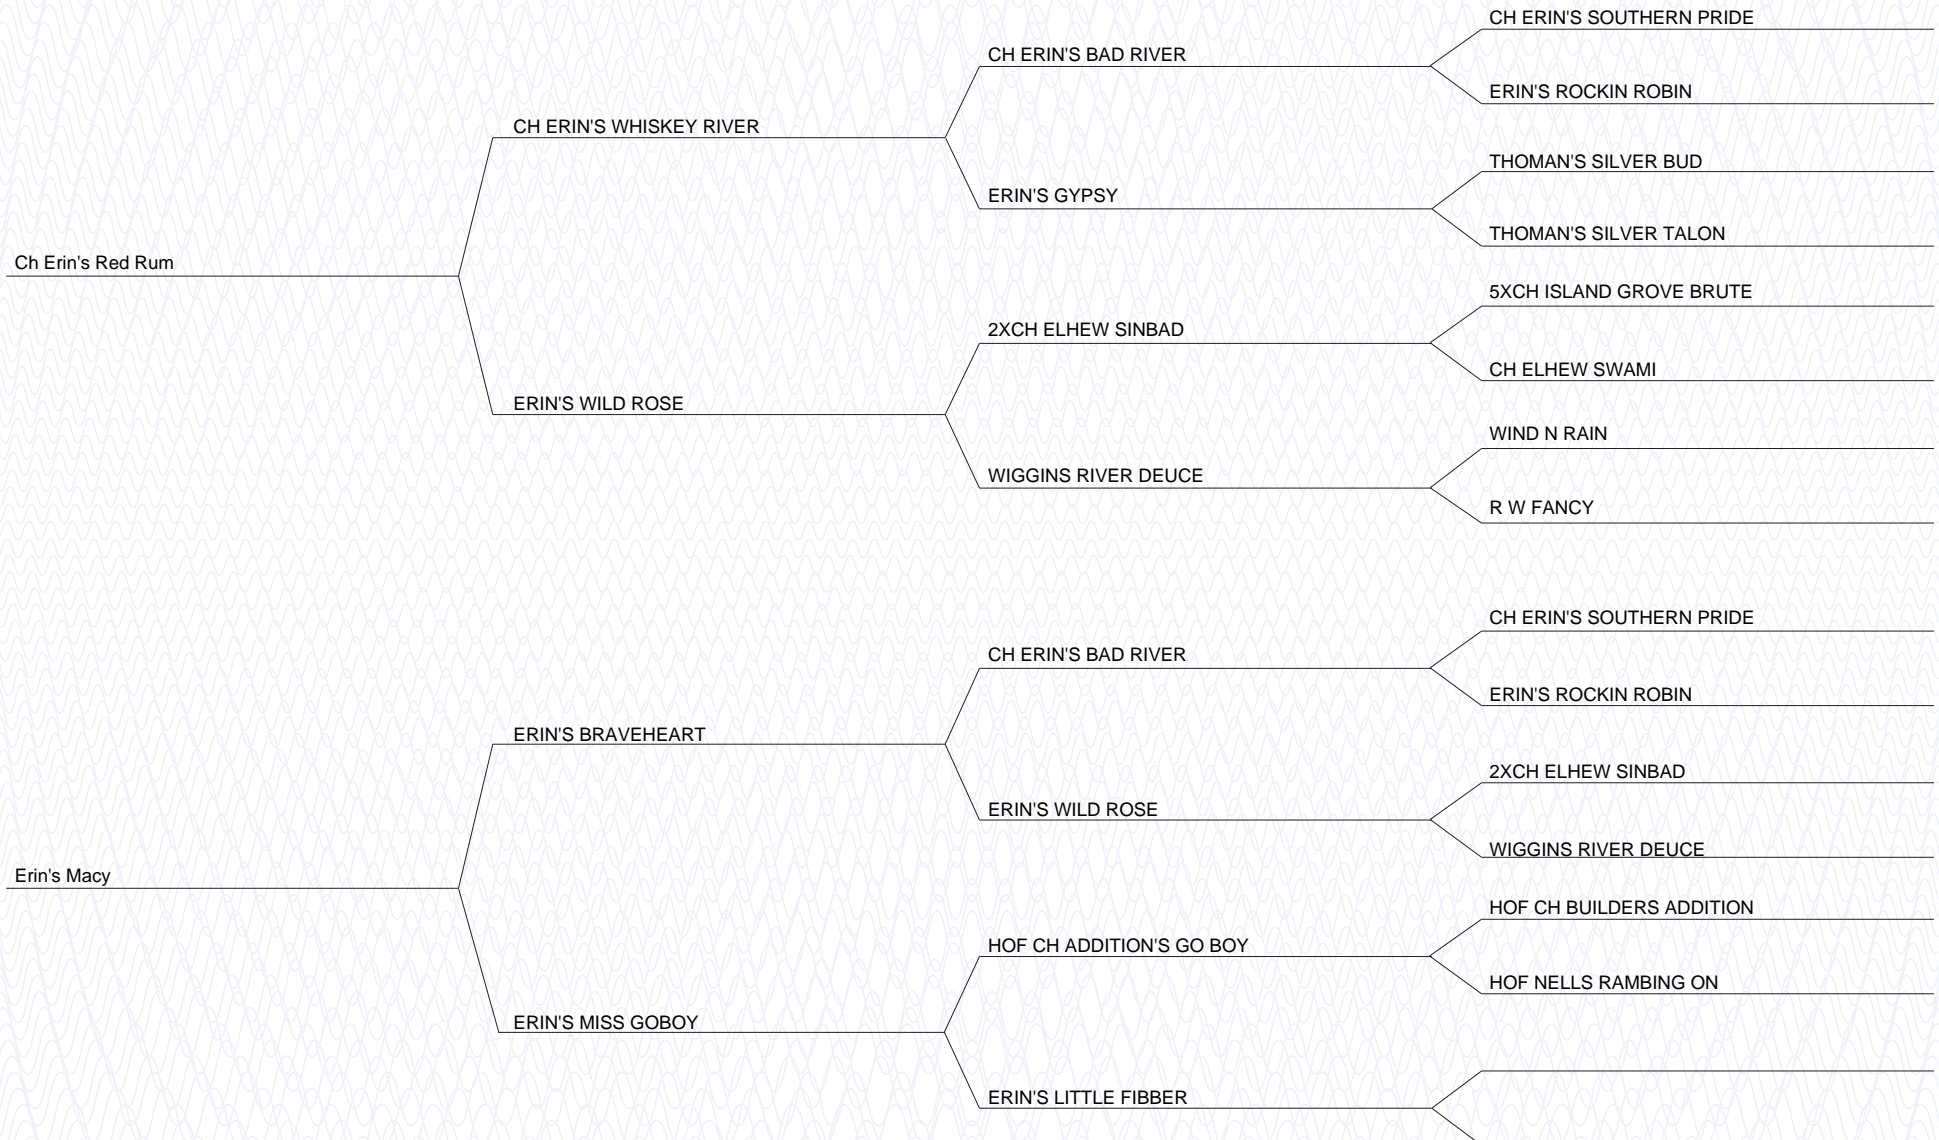 CH ERIN'S SOUTHERN PRIDE
CH ERIN'S BAD RIVER
ERIN'S ROCKIN ROBIN
CH ERIN'S WHISKEY RIVER
THOMAN'S SILVER BUD
ERIN'S GYPSY
THOMAN'S SILVER TALON
Ch Erin's Red Rum
5XCH ISLAND GROVE BRUTE
2XCH ELHEW SINBAD
CH ELHEW SWAMI
ERIN'S WILD ROSE
WIND N RAIN
WIGGINS RIVER DEUCE
R W FANCY
CH ERIN'S SOUTHERN PRIDE
CH ERIN'S BAD RIVER
ERIN'S ROCKIN ROBIN
ERIN'S BRAVEHEART
2XCH ELHEW SINBAD
ERIN'S WILD ROSE
WIGGINS RIVER DEUCE
Erin's Macy
HOF CH BUILDERS ADDITION
HOF CH ADDITION'S GO BOY
HOF NELLS RAMBING ON
ERIN'S MISS GOBOY
ERIN'S LITTLE FIBBER